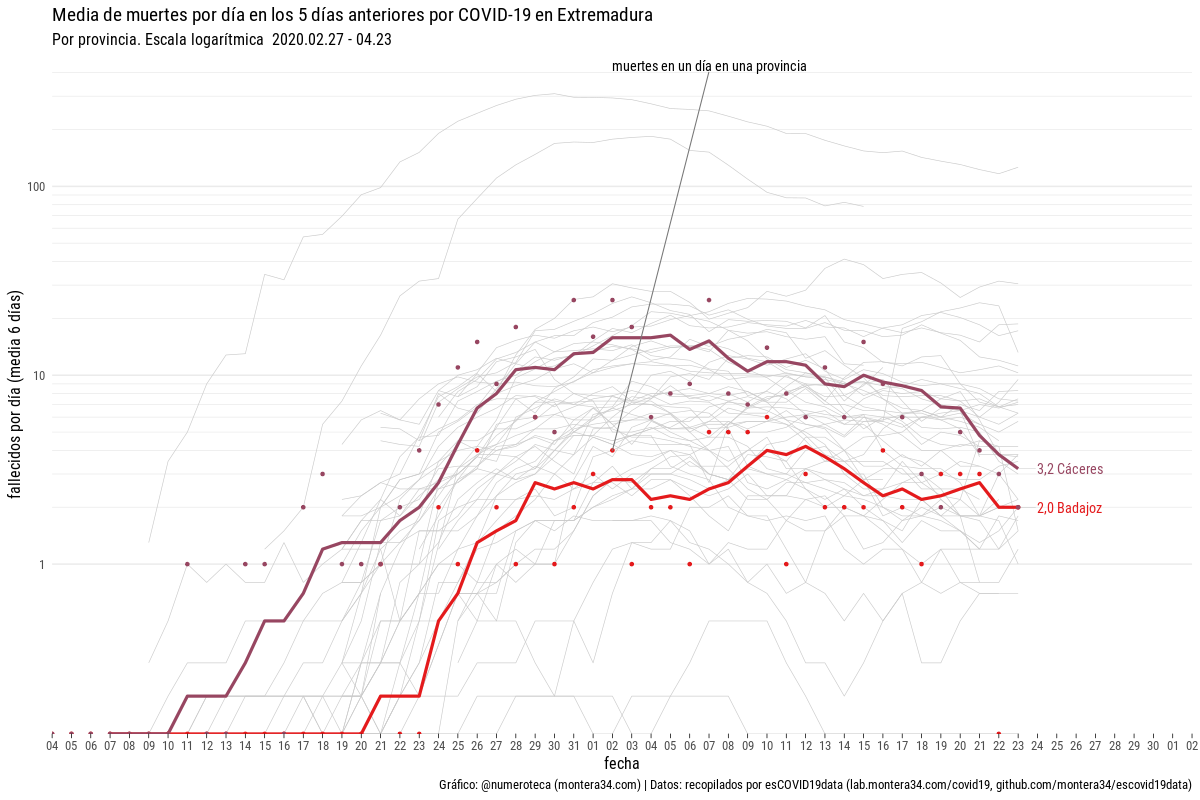 Media de muertes por día en los 5 días anteriores por COVID-19 en Extremadura
Por provincia. Escala logarítmica  2020.02.27 - 04.23
muertes en un día en una provincia
fallecidos por día (media 6 días)
100
10
1
3,2 Cáceres
2,0 Badajoz
04 05 06 07 08 09 10 11 12 13 14 15 16 17 18 19 20 21 22 23 24 25 26 27 28 29 30 31 01 02 03 04 05 06 07 08 09 10 11 12 13 14 15 16 17 18 19 20 21 22 23 24 25 26 27 28 29 30 01 02
fecha
Gráfico: @numeroteca (montera34.com) | Datos: recopilados por esCOVID19data (lab.montera34.com/covid19, github.com/montera34/escovid19data)